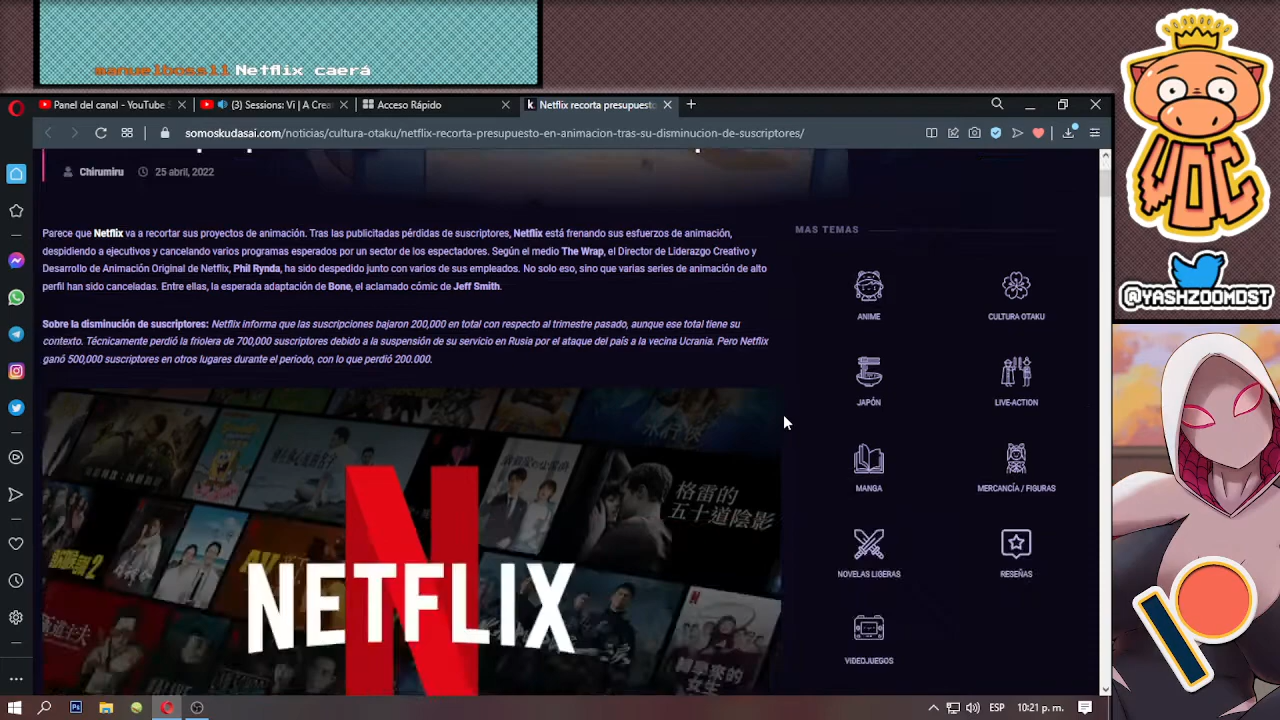 manuelbosall Netflix caerá
Panel del canal - YouTube S
(3) Sessions: Vi | A Crea
Acceso Rápido
Netflix recorta presupuesto
somoskudasai.com/noticias/cultura-otaku/netflix-recorta-presupuesto-en-animacion-tras-su-disminucion-de-suscriptores/
Chirumiru 25 abril, 2022
Parece que Netflix va a recortar sus proyectos de animación. Tras las publicitadas pérdidas de suscriptores, Netflix está frenando sus esfuerzos de animación,
despidiendo a ejecutivos y cancelando varios programas esperados por un sector de los espectadores. Según el medio The Wrap, el Director de Liderazgo Creativo y
Desarrollo de Animación Original de Netflix, Phil Rynda, ha sido despedido junto con varios de sus empleados. No solo eso, sino que varias series de animación de alto
perfil han sido canceladas. Entre ellas, la esperada adaptación de Bone, el aclamado cómic de Jeff Smith.
Sobre la disminución de suscriptores: Netflix informa que las suscripciones bajaron 200,000 en total con respecto al trimestre pasado, aunque ese total tiene su
contexto. Técnicamente perdió la friolera de 700,000 suscriptores debido a la suspensión de su servicio en Rusia por el ataque del país a la vecina Ucrania. Pero Netflix
ganó 500,000 suscriptores en otros lugares durante el periodo, con lo que perdió 200.000.
MAS TEMAS
ANIME
CULTURA OTAKU
JAPÓN
LIVE-ACTION
MANGA
MERCANCÍA / FIGURAS
NOVELAS LIGERAS
RESEÑAS
VIDEOJUEGOS
格雷的
五十道陰影
NETFLIX
@YASHZOOMDST
ESP
10:21 p. m.